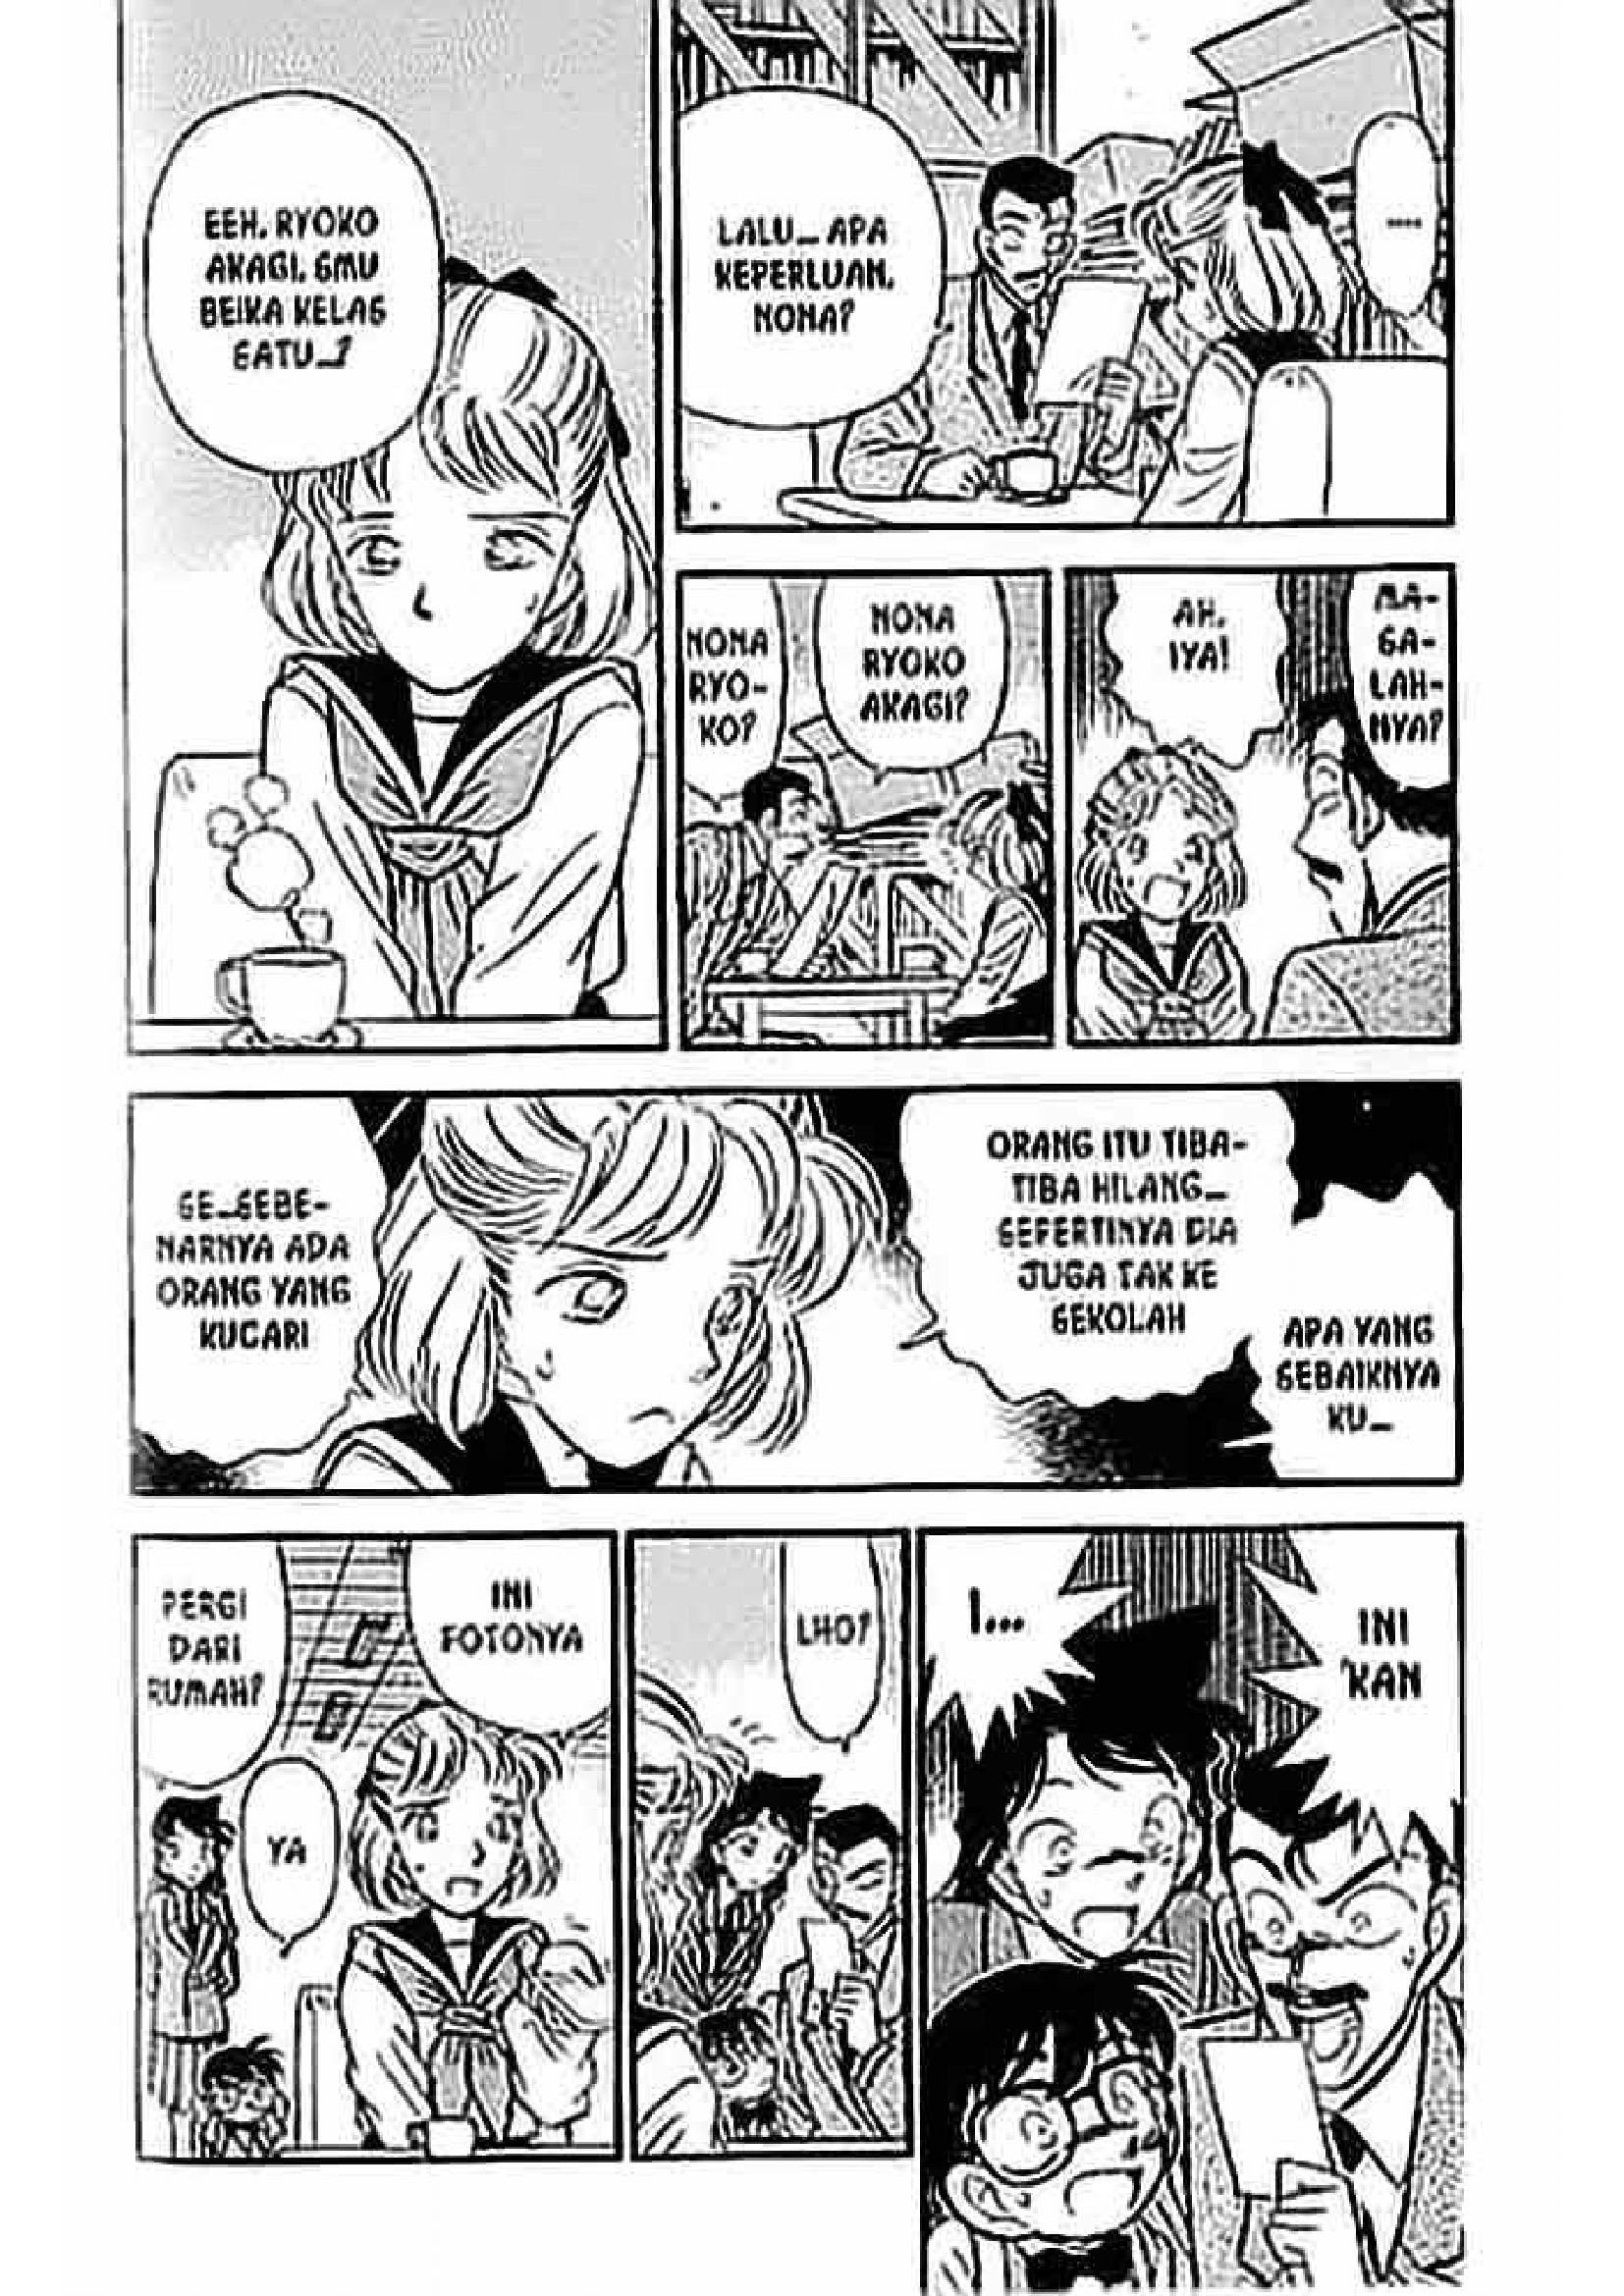 EEH, RYOKO
AKAGI, SMU
BEIKA KELAS
SATU...?
LALU... APA
KEPERLUAN,
NONA?
....
NONA
RYO-
KO?
NONA
RYOKO
AKAGI?
AH,
IYA!
MA-
SA-
LAH-
NYA?
SE...SEBE-
NARNYA ADA
ORANG YANG
KUCARI
ORANG ITU TIBA-
TIBA HILANG...
SEPERTINYA DIA
JUGA TAK KE
SEKOLAH
APA YANG
SEBAIKNYA
KU...
PERGI
DARI
RUMAH?
YA
INI
FOTONYA
LHO?
I...
INI
'KAN